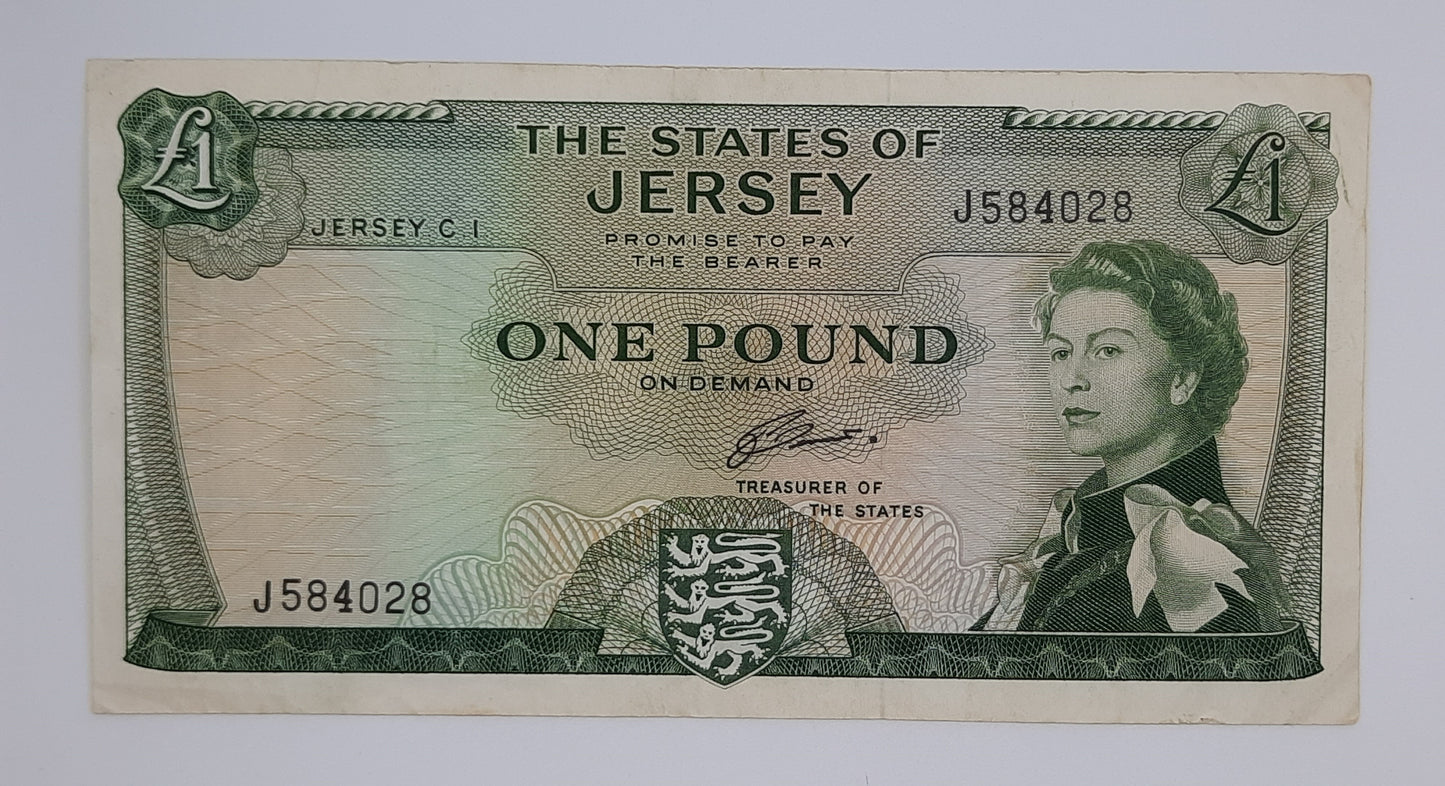 £1
THE STATES OF
JERSEY
J584028
£1
JERSEY C I
PROMISE TO PAY
THE BEARER
ONE POUND
ON DEMAND
TREASURER OF
THE STATES
J584028